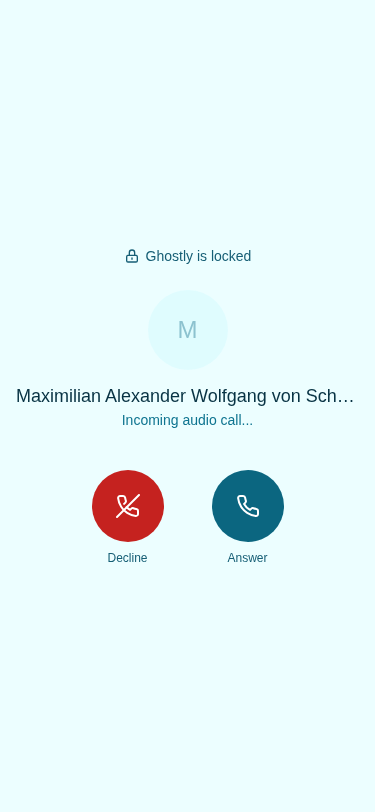 Ghostly is locked
M
Maximilian Alexander Wolfgang von Sch…
Incoming audio call...
Decline
Answer